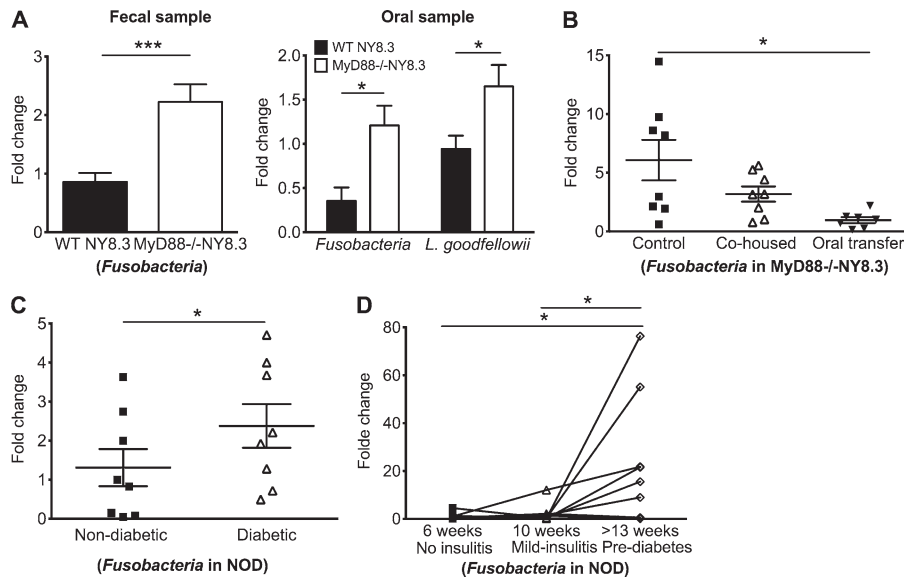 A
Fecal sample
Oral sample
Fold change
3
2
1
0
***
WT NY8.3 MyD88-/-NY8.3
(Fusobacteria)
Fold change
2.0
1.5
1.0
0.5
0.0
WT NY8.3
MyD88-/-NY8.3
*
*
Fusobacteria L. goodfellowii
B
Fold change
15
10
5
0
*
Control Co-housed Oral transfer
(Fusobacteria in MyD88-/-NY8.3)
C
Fold change
5
4
3
2
1
0
*
Non-diabetic Diabetic
(Fusobacteria in NOD)
D
Folde change
80
60
40
20
0
*
*
6 weeks 10 weeks >13 weeks
No insulitis Mild-insulitis Pre-diabetes
(Fusobacteria in NOD)